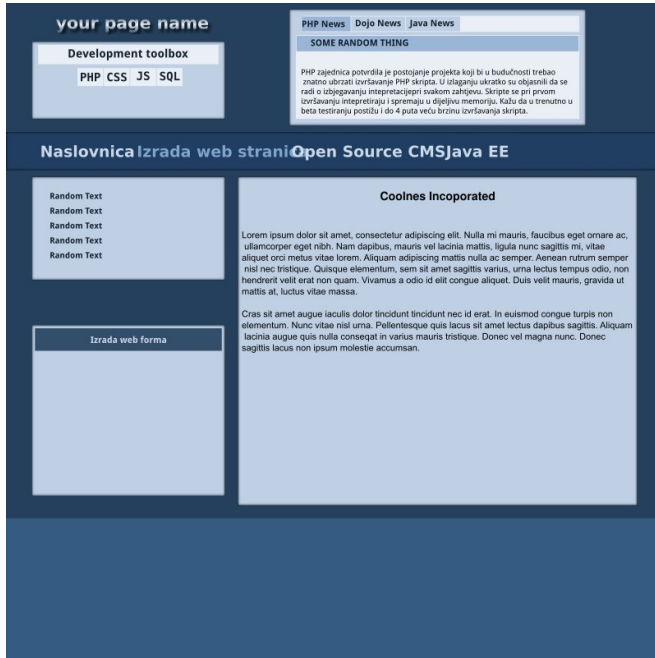 your page name
Development toolbox
PHP CSS JS SQL
PHP News Dojo News Java News
SOME RANDOM THING
PHP zajednica potvrdila je postojanje projekta koji bi u budučnosti trebao
znatno ubrzati izvršavanje PHP skripta. U izlaganju ukratko su objasnili da se
radi o izbjegavanju intepretacijepri svakom zahtjevu. Skripte se pri prvom
izvršavanju intepretiraju i spremaju u dijeljivu memoriju. Kažu da u trenutno u
beta testiranju postižu i do 4 puta veću brzinu izvršavanja skripta.
Naslovnica Izrada web stranica Open Source CMS Java EE
Random Text
Random Text
Random Text
Random Text
Random Text
Izrada web forma
Coolnes Incoporated
Lorem ipsum dolor sit amet, consectetur adipiscing elit. Nulla mi mauris, faucibus eget ornare ac,
ullamcorper eget nibh. Nam dapibus, mauris vel lacinia mattis, ligula nunc sagittis mi, vitae
aliquet orci metus vitae lorem. Aliquam adipiscing mattis nulla ac semper. Aenean rutrum semper
nisl nec tristique. Quisque elementum, sem sit amet sagittis varius, urna lectus tempus odio, non
hendrerit velit erat non quam. Vivamus a odio id elit congue aliquet. Duis velit mauris, gravida ut
mattis at, luctus vitae massa.
Cras sit amet augue iaculis dolor tincidunt tincidunt nec id erat. In euismod congue turpis non
elementum. Nunc vitae nisl urna. Pellentesque quis lacus sit amet lectus dapibus sagittis. Aliquam
lacinia augue quis nulla conseqat in varius mauris tristique. Donec vel magna nunc. Donec
sagittis lacus non ipsum molestie accumsan.